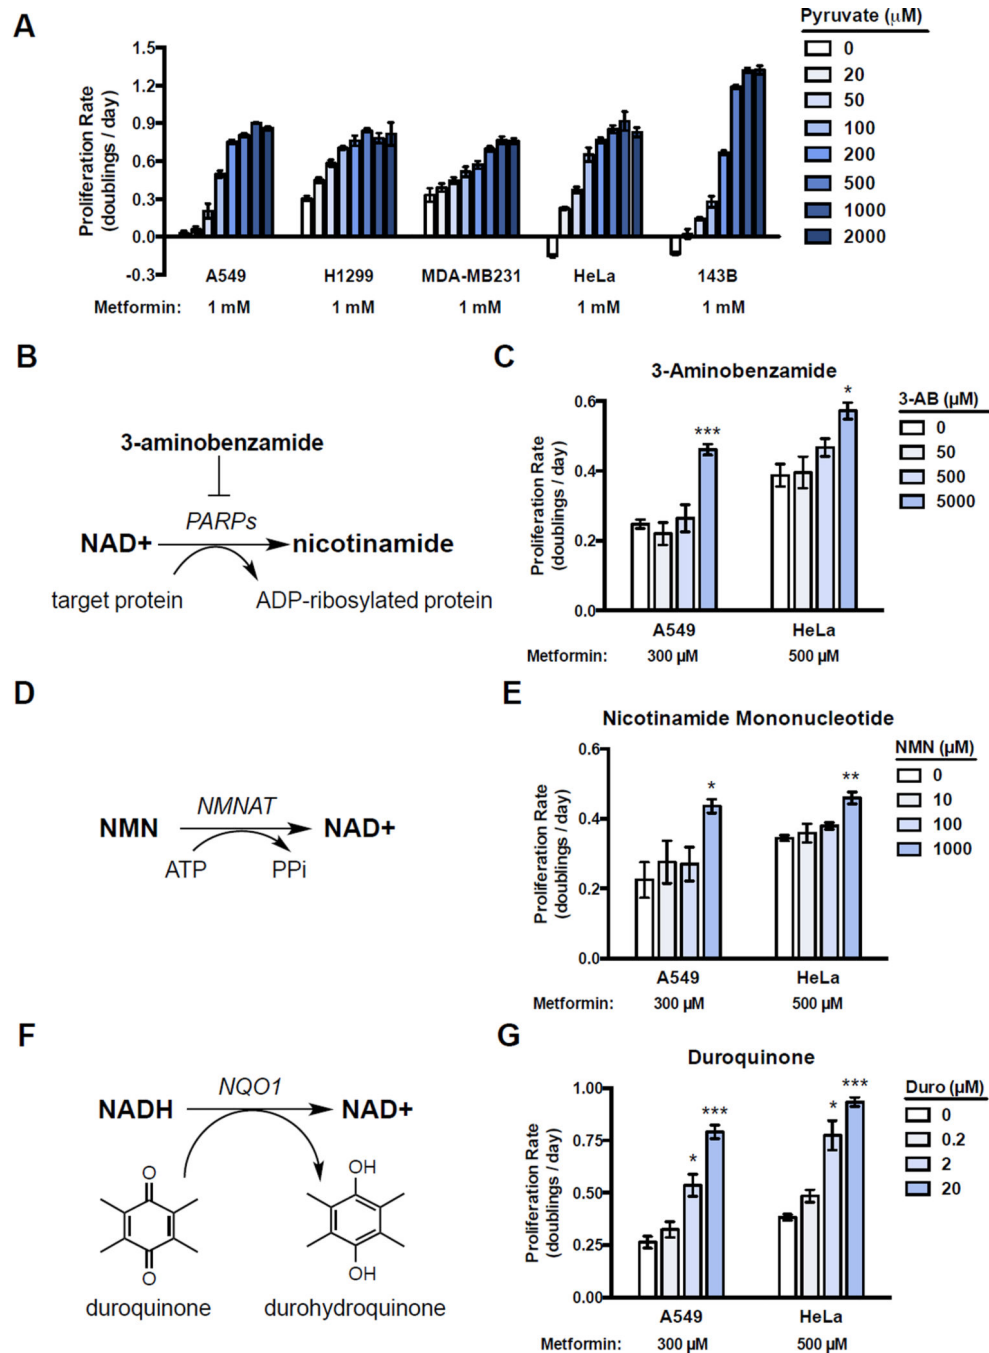 A
Pyruvate (μM)
0
20
50
100
200
500
1000
2000
Proliferation Rate
(doublings / day)
1.5
1.2
0.9
0.6
0.3
0.0
-0.3
A549 H1299 MDA-MB231 HeLa 143B
Metformin: 1 mM 1 mM 1 mM 1 mM 1 mM
B
3-aminobenzamide
PARPs
NAD+ nicotinamide
target protein ADP-ribosylated protein
C
3-Aminobenzamide
3-AB (μM)
0
50
500
5000
Proliferation Rate
(doublings / day)
0.6
0.4
0.2
0.0
*** *
A549 HeLa
Metformin: 300 μM 500 μM
D
NMNAT
NMN NAD+
ATP PPi
E
Nicotinamide Mononucleotide
NMN (μM)
0
10
100
1000
Proliferation Rate
(doublings / day)
0.6
0.4
0.2
0.0
* **
A549 HeLa
Metformin: 300 μM 500 μM
F
NQO1
NADH NAD+
O
O
OH
OH
duroquinone durohydroquinone
G
Duroquinone
Duro (μM)
0
0.2
2
20
Proliferation Rate
(doublings / day)
1.00
0.75
0.50
0.25
0.00
* *** * ***
A549 HeLa
Metformin: 300 μM 500 μM